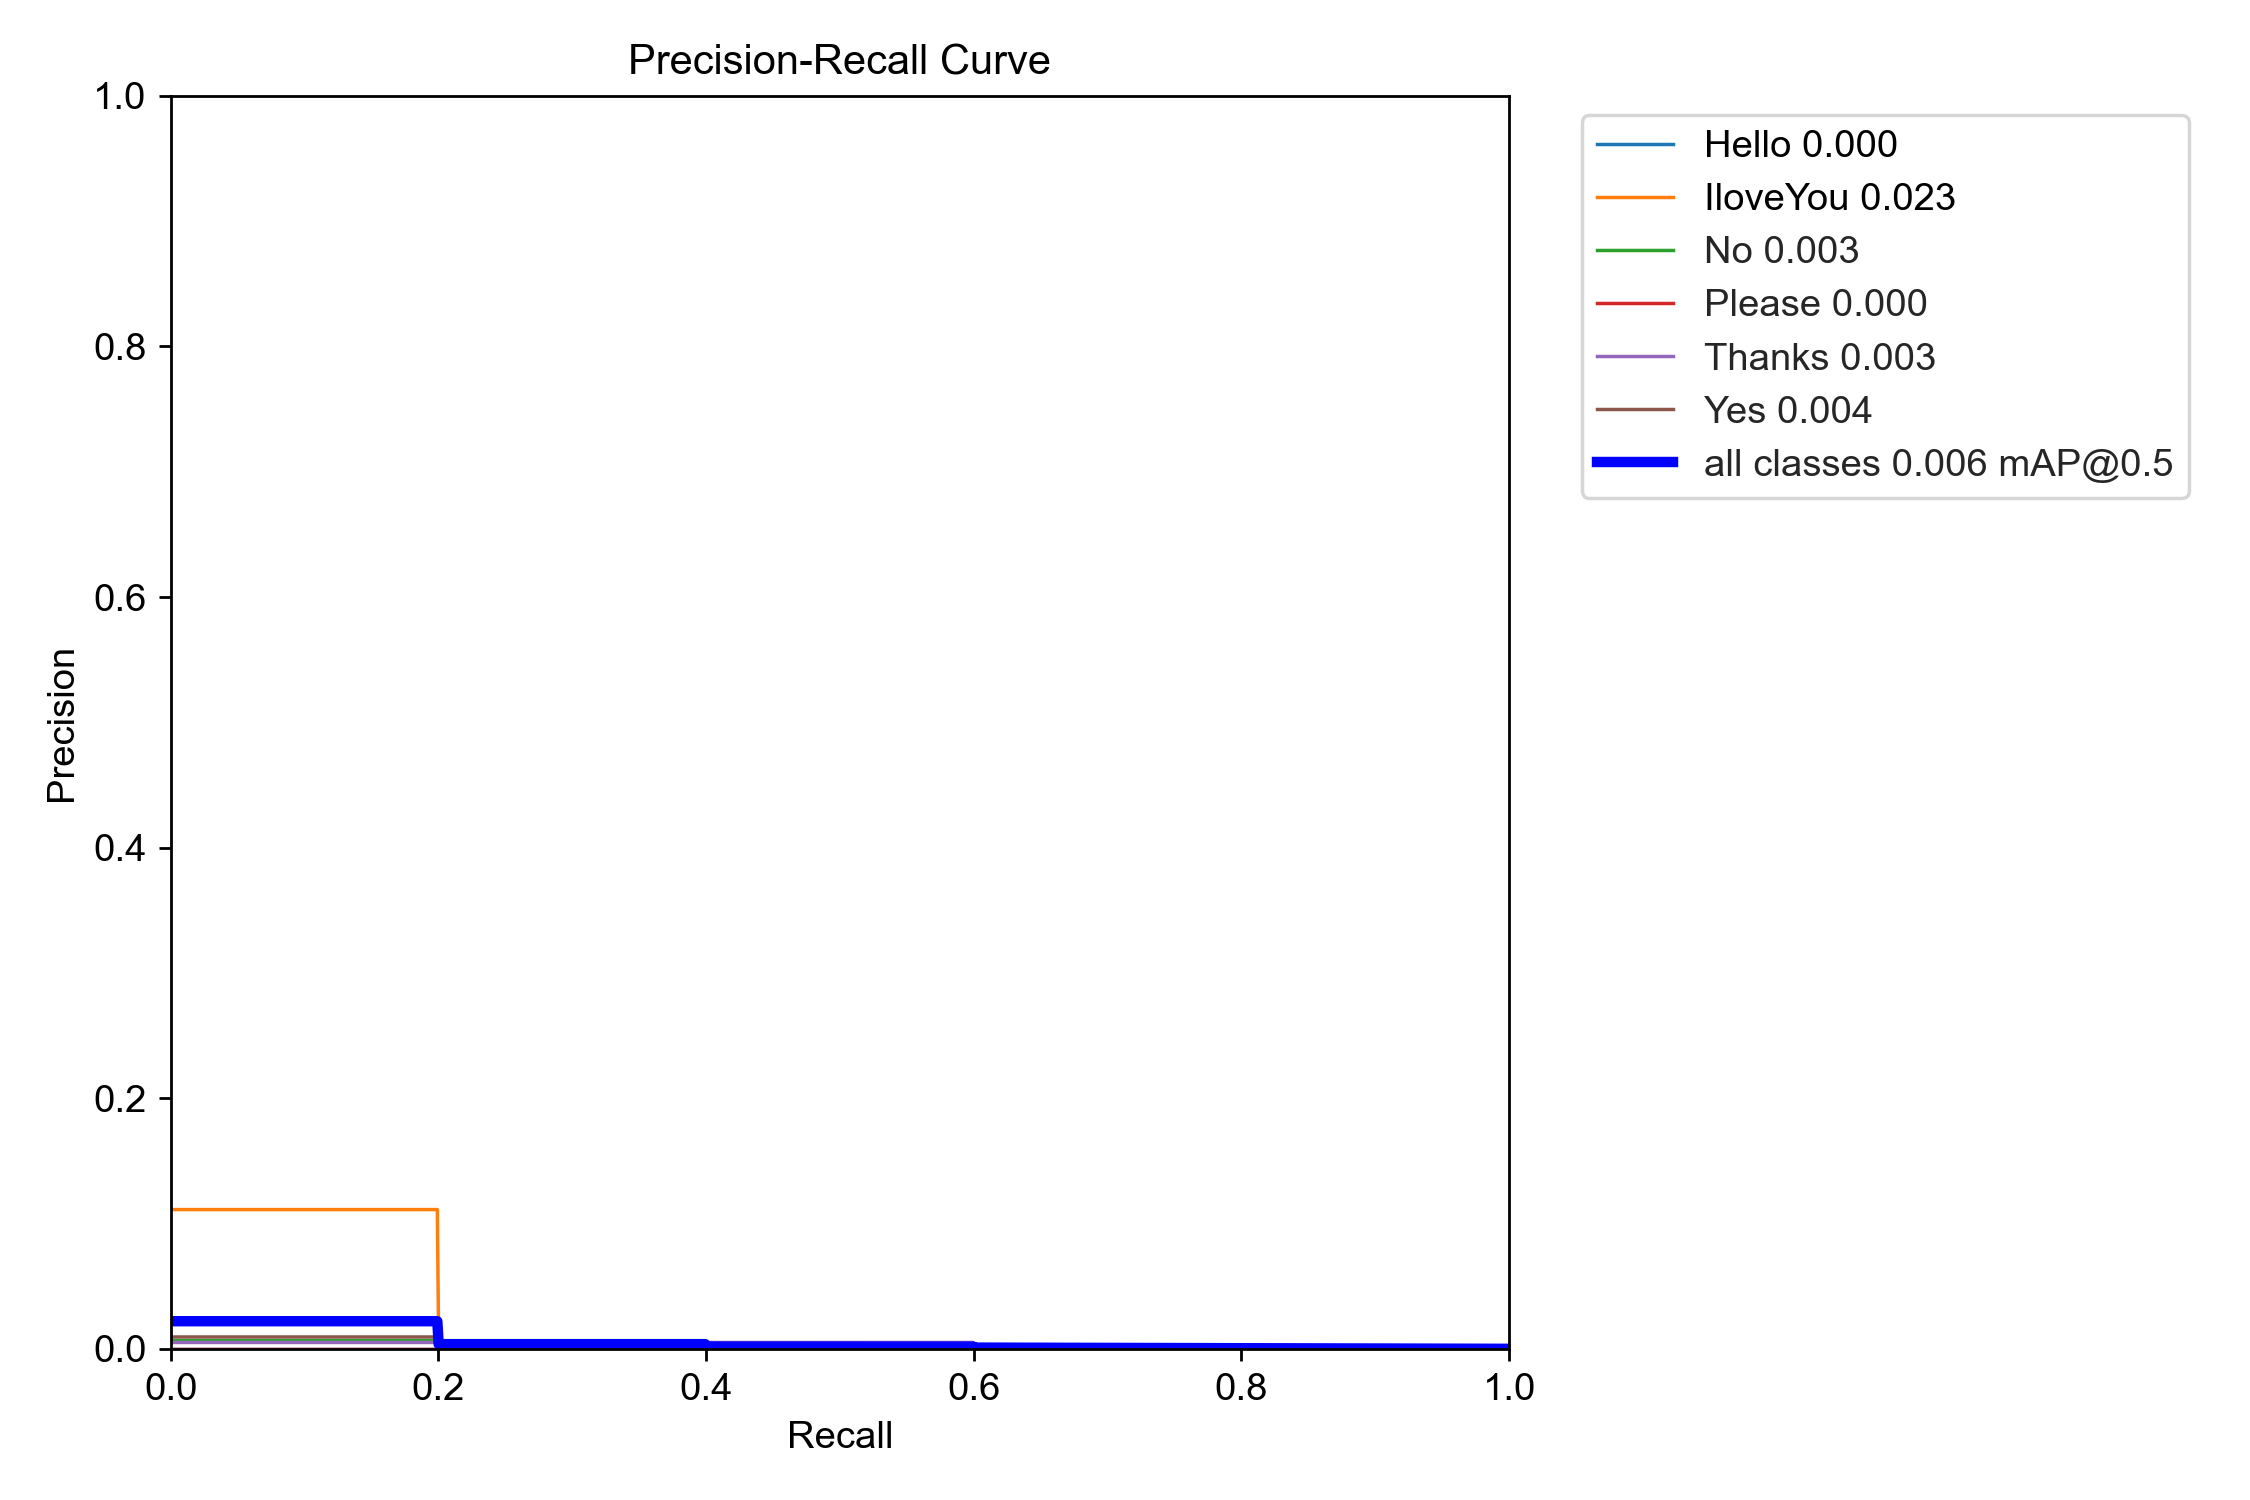 Precision-Recall Curve
1.0
0.8
0.6
0.4
0.2
0.0
Precision
0.0 0.2 0.4 0.6 0.8 1.0
Recall
Hello 0.000
IloveYou 0.023
No 0.003
Please 0.000
Thanks 0.003
Yes 0.004
all classes 0.006 mAP@0.5